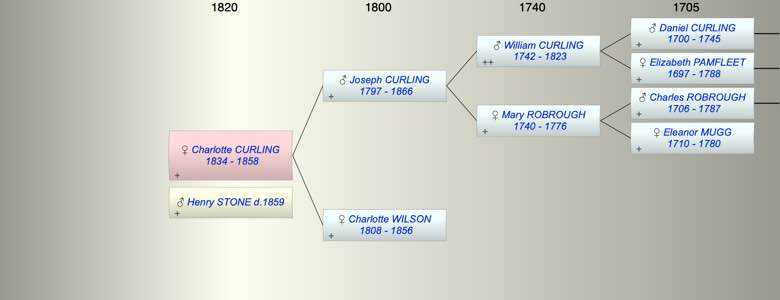 1820 1800 1740 1705
♂ Daniel CURLING
1700 - 1745
+
♂ William CURLING
1742 - 1823
++
♀ Elizabeth PAMFLEET
1697 - 1788
+
♂ Joseph CURLING
1797 - 1866
+
♂ Charles ROBROUGH
1706 - 1787
+
♀ Mary ROBROUGH
1740 - 1776
+
♀ Eleanor MUGG
1710 - 1780
+
♀ Charlotte CURLING
1834 - 1858
+
♂ Henry STONE d.1859
+
♀ Charlotte WILSON
1808 - 1856
+